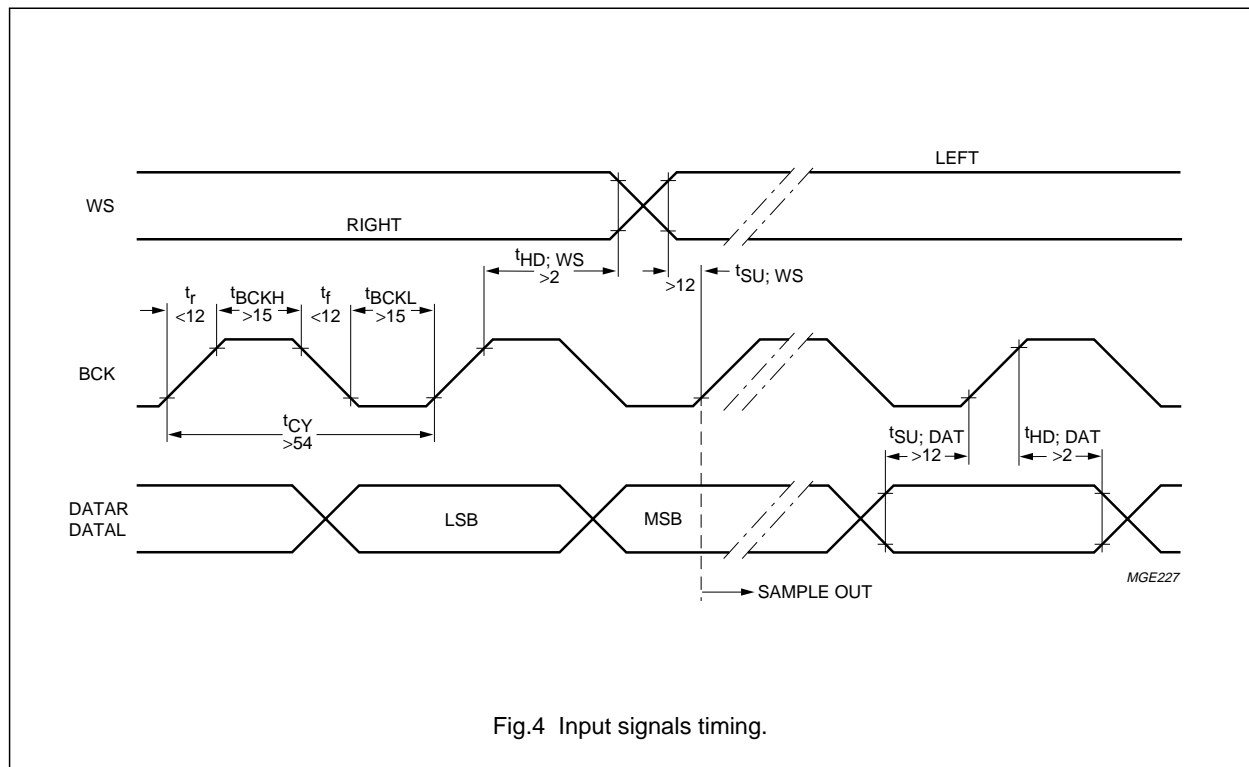 LEFT
WS
RIGHT
tHD; WS
>2
>12
tSU; WS
tr
<12
tBCKH
>15
tf
<12
tBCKL
>15
BCK
tCY
>54
tSU; DAT
>12
tHD; DAT
>2
DATAR
DATAL
LSB
MSB
MGE227
SAMPLE OUT
Fig.4 Input signals timing.